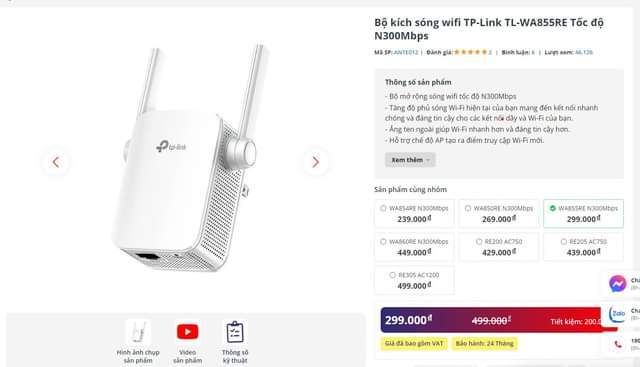 Bộ kích sóng wifi TP-Link TL-WA855RE Tốc độ
N300Mbps
Mã SP: ANTE012 | Đánh giá: ★★★★★ 2 | Bình luận: 6 | Lượt xem: 46.126
Thông số sản phẩm
- Bộ mở rộng sóng wifi tốc độ N300Mbps
- Tăng độ phủ sóng Wi-Fi hiện tại của bạn mang đến kết nối nhanh
chóng và đáng tin cậy cho các kết nối dây và Wi-Fi của bạn.
- Ăng ten ngoài giúp Wi-Fi nhanh hơn và đáng tin cậy hơn.
- Hỗ trợ chế độ AP tạo ra điểm truy cập Wi-Fi mới.
Xem thêm
tp-link
Sản phẩm cùng nhóm
WA854RE N300Mbps
239.000đ
WA850RE N300Mbps
269.000đ
WA855RE N300Mbps
299.000đ
WA860RE N300Mbps
449.000đ
RE200 AC750
429.000đ
RE205 AC750
439.000đ
RE305 AC1200
499.000đ
299.000đ
499.000đ
Tiết kiệm: 200.0
Giá đã bao gồm VAT
Bảo hành: 24 Tháng
Hình ảnh chụp
sản phẩm
Video
sản phẩm
Thông số
kỹ thuật
Cha
Zalo
Cha
180